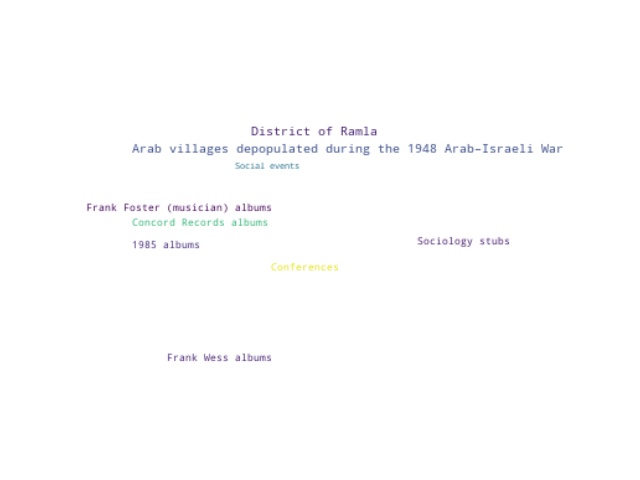 District of Ramla
Arab villages depopulated during the 1948 Arab–Israeli War
Social events
Frank Foster (musician) albums
Concord Records albums
Sociology stubs
1985 albums
Conferences
Frank Wess albums